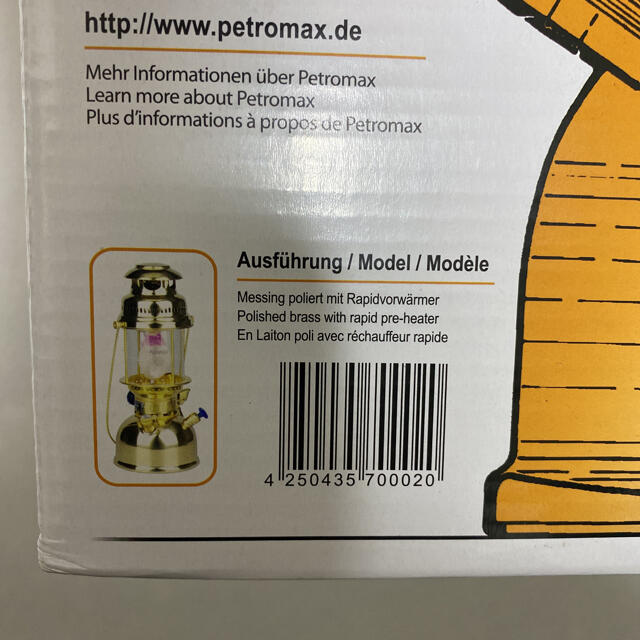 http://www.petromax.de
Mehr Informationen über Petromax
Learn more about Petromax
Plus d'informations à propos de Petromax
Ausführung / Model / Modèle
Messing poliert mit Rapidvorwärmer
Polished brass with rapid pre-heater
En Laiton poli avec réchauffeur rapide
4 250435 700020